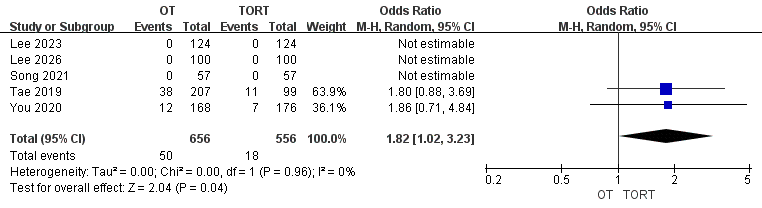 OT TORT Odds Ratio Odds Ratio
Study or Subgroup Events Total Events Total Weight M-H, Random, 95% CI M-H, Random, 95% CI
Lee 2023 0 124 0 124 Not estimable
Lee 2026 0 100 0 100 Not estimable
Song 2021 0 57 0 57 Not estimable
Tae 2019 38 207 11 99 63.9% 1.80 [0.88, 3.69]
You 2020 12 168 7 176 36.1% 1.86 [0.71, 4.84]
Total (95% CI) 656 556 100.0% 1.82 [1.02, 3.23]
Total events 50 18
Heterogeneity: Tau² = 0.00; Chi² = 0.00, df = 1 (P = 0.96); I² = 0%
Test for overall effect: Z = 2.04 (P = 0.04)
0.2 0.5 1 2 5
OT TORT